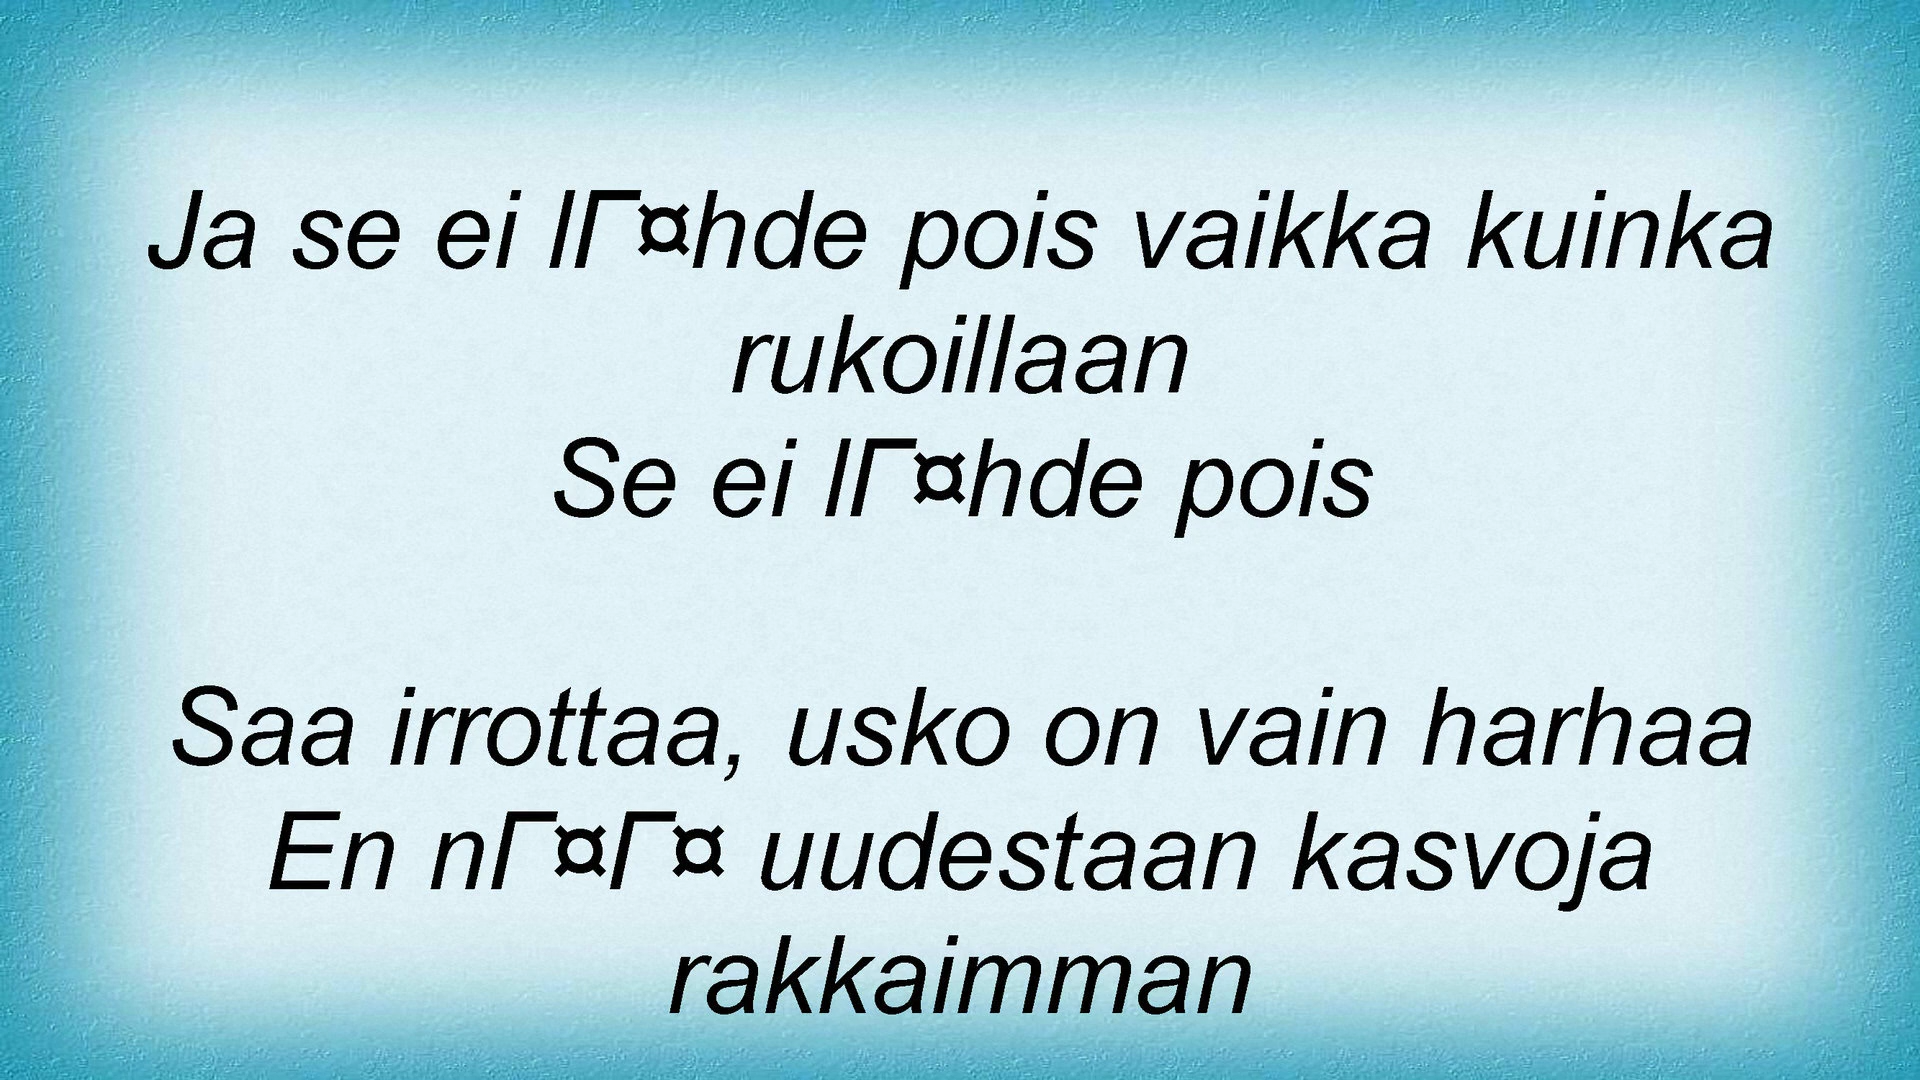 Ja se ei lΓ¤hde pois vaikka kuinka
rukoillaan
Se ei lΓ¤hde pois
Saa irrottaa, usko on vain harhaa
En nΓ¤Γ¤ uudestaan kasvoja
rakkaimman